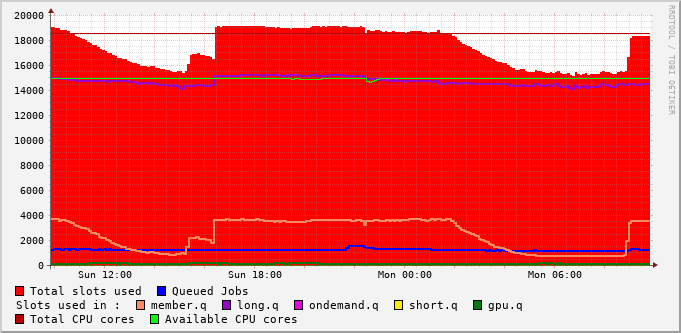 20000
18000
16000
14000
12000
10000
8000
6000
4000
2000
0
Sun 12:00 Sun 18:00 Mon 00:00 Mon 06:00
Total slots used Queued Jobs
Slots used in : member.q long.q ondemand.q short.q gpu.q
Total CPU cores Available CPU cores
RRDTOOL / TOBI OETIKER